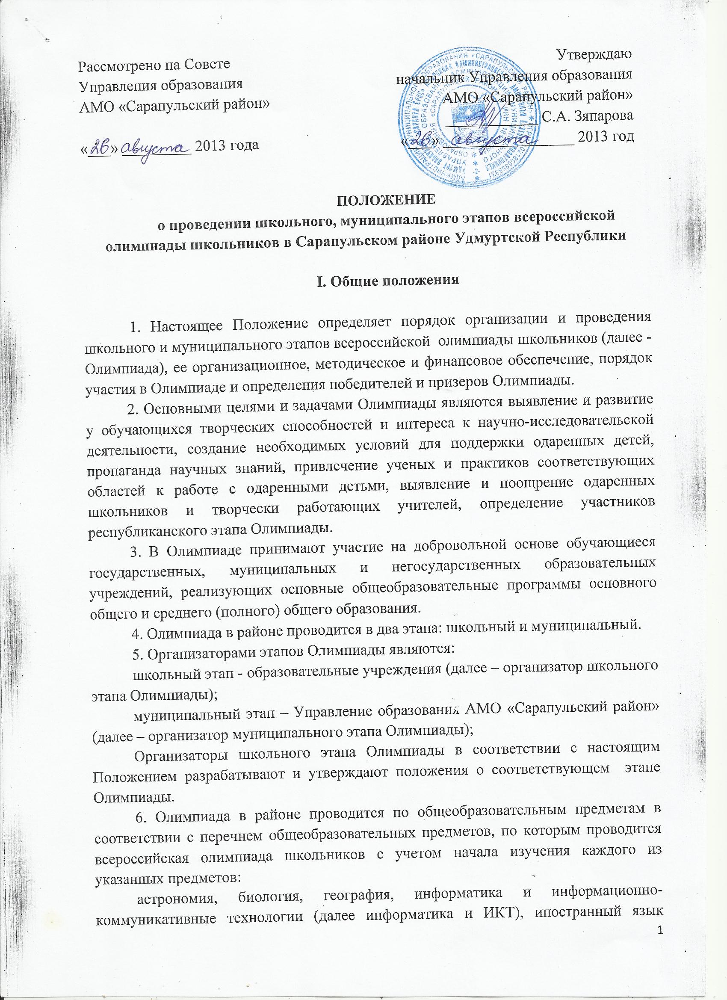 Рассмотрено на Совете
Управления образования
АМО «Сарапульский район»
«26» августа 2013 года
Утверждаю
начальник Управления образования
АМО «Сарапульский район»
С.А. Зяпарова
«26» августа 2013 год
ПОЛОЖЕНИЕ
о проведении школьного, муниципального этапов всероссийской
олимпиады школьников в Сарапульском районе Удмуртской Республики
I. Общие положения
1. Настоящее Положение определяет порядок организации и проведения
школьного и муниципального этапов всероссийской олимпиады школьников (далее -
Олимпиада), ее организационное, методическое и финансовое обеспечение, порядок
участия в Олимпиаде и определения победителей и призеров Олимпиады.
2. Основными целями и задачами Олимпиады являются выявление и развитие
у обучающихся творческих способностей и интереса к научно-исследовательской
деятельности, создание необходимых условий для поддержки одаренных детей,
пропаганда научных знаний, привлечение ученых и практиков соответствующих
областей к работе с одаренными детьми, выявление и поощрение одаренных
школьников и творчески работающих учителей, определение участников
республиканского этапа Олимпиады.
3. В Олимпиаде принимают участие на добровольной основе обучающиеся
государственных, муниципальных и негосударственных образовательных
учреждений, реализующих основные общеобразовательные программы основного
общего и среднего (полного) общего образования.
4. Олимпиада в районе проводится в два этапа: школьный и муниципальный.
5. Организаторами этапов Олимпиады являются:
школьный этап - образовательные учреждения (далее – организатор школьного
этапа Олимпиады);
муниципальный этап – Управление образования АМО «Сарапульский район»
(далее – организатор муниципального этапа Олимпиады);
Организаторы школьного этапа Олимпиады в соответствии с настоящим
Положением разрабатывают и утверждают положения о соответствующем этапе
Олимпиады.
6. Олимпиада в районе проводится по общеобразовательным предметам в
соответствии с перечнем общеобразовательных предметов, по которым проводится
всероссийская олимпиада школьников с учетом начала изучения каждого из
указанных предметов:
астрономия, биология, география, информатика и информационно-
коммуникативные технологии (далее информатика и ИКТ), иностранный язык
1